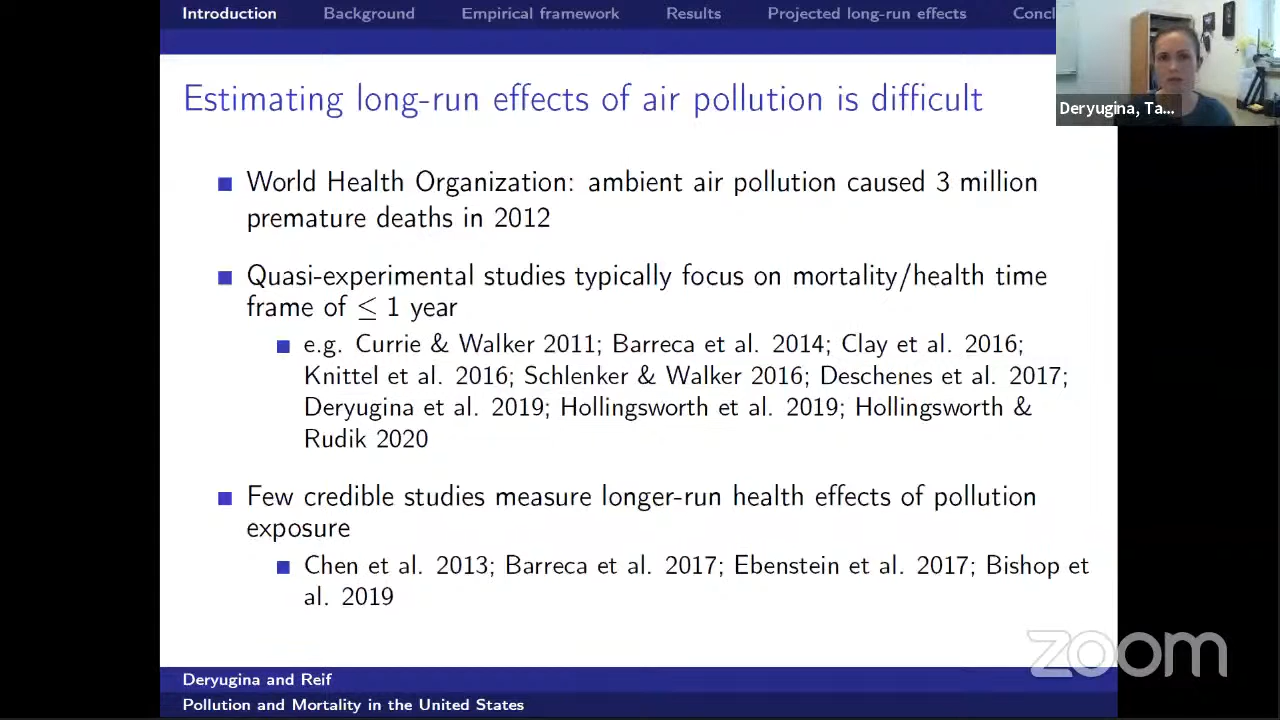 Introduction Background Empirical framework Results Projected long-run effects Concl
Estimating long-run effects of air pollution is difficult
World Health Organization: ambient air pollution caused 3 million
premature deaths in 2012
Quasi-experimental studies typically focus on mortality/health time
frame of ≤ 1 year
e.g. Currie & Walker 2011; Barreca et al. 2014; Clay et al. 2016;
Knittel et al. 2016; Schlenker & Walker 2016; Deschenes et al. 2017;
Deryugina et al. 2019; Hollingsworth et al. 2019; Hollingsworth &
Rudik 2020
Few credible studies measure longer-run health effects of pollution
exposure
Chen et al. 2013; Barreca et al. 2017; Ebenstein et al. 2017; Bishop et
al. 2019
Deryugina and Reif
Pollution and Mortality in the United States
Deryugina, Ta...
zoom